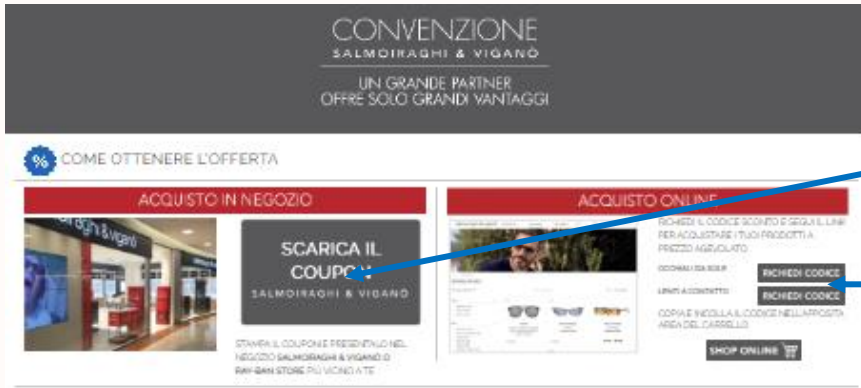 CONVENZIONE
SALMOIRAGHI & VIGANÒ
UN GRANDE PARTNER
OFFRE SOLO GRANDI VANTAGGI
% COME OTTENERE L'OFFERTA
ACQUISTO IN NEGOZIO
SCARICA IL
COUPON
SALMOIRAGHI & VIGANÒ
STAMPA IL COUPON E PRESENTALO NEL
NEGOZIO SALMOIRAGHI & VIGANÒ O
RAY-BAN STORE PIÙ VICINO A TE
ACQUISTO ONLINE
RICHIEDI IL CODICE SCONTO E SEGUI IL LINK
PER ACQUISTARE I TUOI PRODOTTI A
PREZZO AGEVOLATO
OCCHIALI DA SOLE RICHIEDI CODICE
LENTI A CONTATTO RICHIEDI CODICE
COPIA E INCOLLA IL CODICE NELL'APPOSITA
AREA DEL CARRELLO
SHOP ONLINE